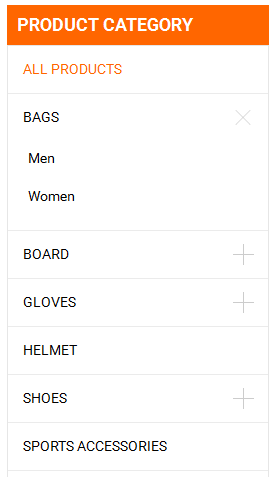 PRODUCT CATEGORY
ALL PRODUCTS
BAGS
Men
Women
BOARD
GLOVES
HELMET
SHOES
SPORTS ACCESSORIES